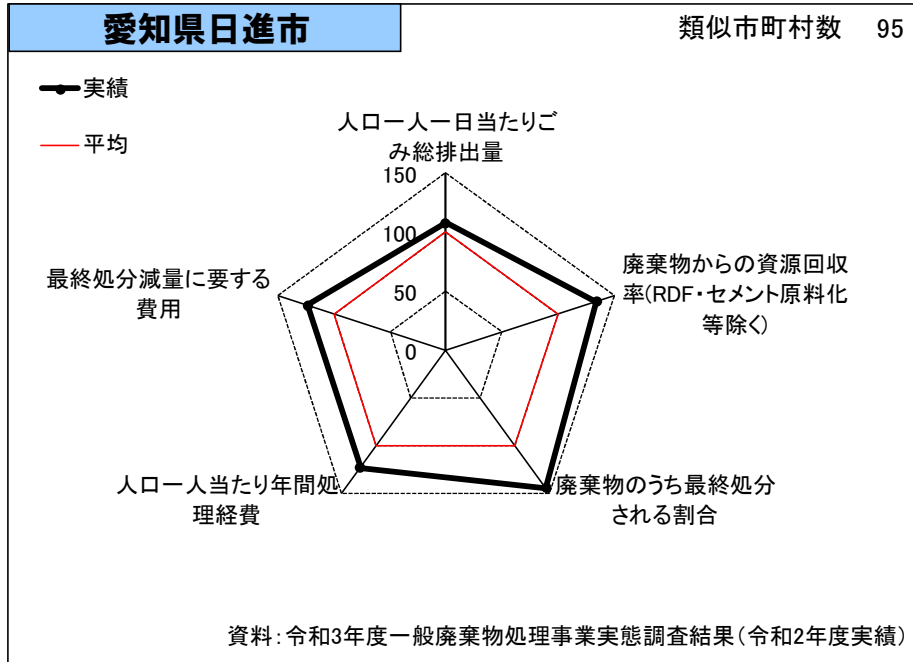 愛知県日進市
類似市町村数 95
実績
平均
人口一人一日当たりご
み総排出量
150
100
50
0
廃棄物からの資源回収
率(RDF・セメント原料化
等除く)
最終処分減量に要する
費用
人口一人当たり年間処
理経費
廃棄物のうち最終処分
される割合
資料:令和3年度一般廃棄物処理事業実態調査結果(令和2年度実績)